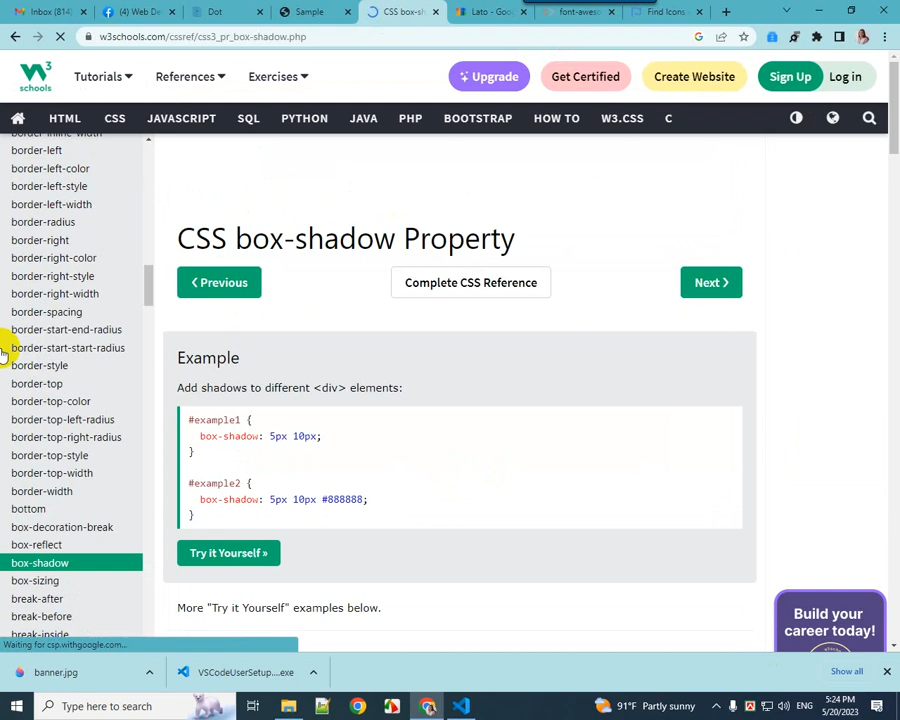 Inbox (814)
(4) Web De
Dot
Sample
CSS box-sh
Lato - Goo
font-aweso
Find Icons
w3schools.com/cssref/css3_pr_box-shadow.php
schools
Tutorials
References
Exercises
Upgrade
Get Certified
Create Website
Sign Up
Log in
HTML CSS JAVASCRIPT SQL PYTHON JAVA PHP BOOTSTRAP HOW TO W3.CSS C
border-inline-width
border-left
border-left-color
border-left-style
border-left-width
border-radius
border-right
border-right-color
border-right-style
border-right-width
border-spacing
border-start-end-radius
border-start-start-radius
border-style
border-top
border-top-color
border-top-left-radius
border-top-right-radius
border-top-style
border-top-width
border-width
bottom
box-decoration-break
box-reflect
box-shadow
box-sizing
break-after
break-before
break-inside
CSS box-shadow Property
❮ Previous
Complete CSS Reference
Next ❯
Example
Add shadows to different <div> elements:
#example1 {
box-shadow: 5px 10px;
}
#example2 {
box-shadow: 5px 10px #888888;
}
Try it Yourself »
More "Try it Yourself" examples below.
Build your
career today!
Waiting for csp.withgoogle.com...
banner.jpg
VSCodeUserSetup....exe
Show all
Type here to search
91°F Partly sunny
ENG
5:24 PM
5/20/2023